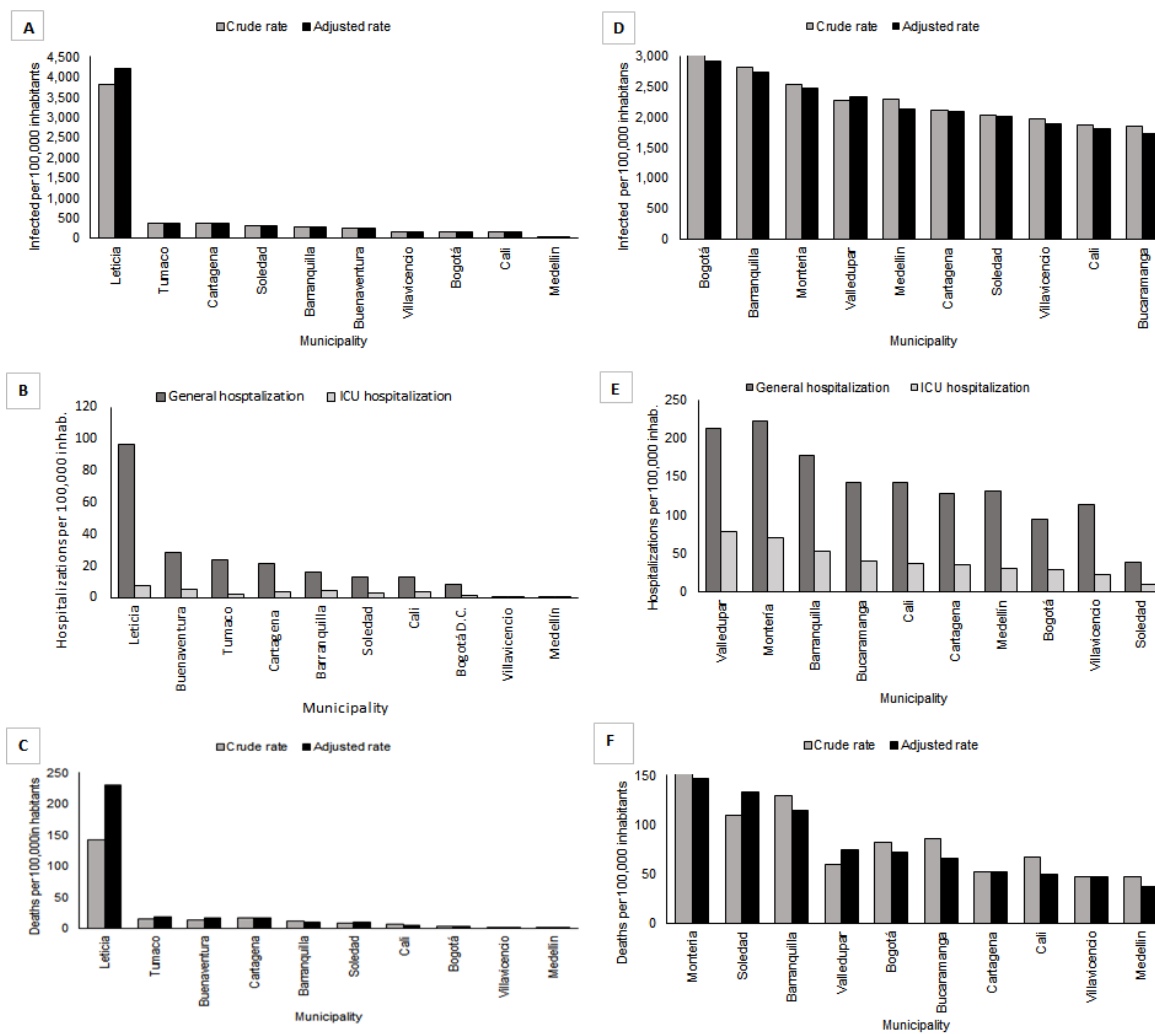 A
Crude rate
Adjusted rate
Infected per 100,000 inhabitants
4,500
4,000
3,500
3,000
2,500
2,000
1,500
1,000
500
0
Leticia
Tumaco
Cartagena
Soledad
Barranquilla
Buenaventura
Villavicencio
Bogotá
Cali
Medellin
Municipality
D
Crude rate
Adjusted rate
Infected per 100,000 inhabitans
3,000
2,500
2,000
1,500
1,000
500
0
Bogotá
Barranquilla
Monteria
Valledupar
Medellin
Cartagena
Soledad
Villavicencio
Cali
Bucaramanga
Municipality
B
General hosptalization
ICU hospitalization
Hospitalizations per 100,000 inhab.
120
100
80
60
40
20
0
Leticia
Buenaventura
Tumaco
Cartagena
Barranquilla
Soledad
Cali
Bogotá D.C.
Villavicencio
Medellín
Municipality
E
General hospitalization
ICU hospitalization
Hospitalizations per 100,000 inhab.
250
200
150
100
50
0
Valledupar
Montería
Barranquilla
Bucaramanga
Cali
Cartagena
Medellín
Bogotá
Villavicencio
Soledad
Municipality
C
Crude rate
Adjusted rate
Deaths per 100,000in habitants
250
200
150
100
50
0
Leticia
Tumaco
Buenaventura
Cartagena
Barranquilla
Soledad
Cali
Bogotá
Villavicencio
Medellin
Municipality
F
Crude rate
Adjusted rate
Deaths per 100,000 inhabitants
150
100
50
0
Monteria
Soledad
Barranquilla
Valledupar
Bogotá
Bucaramanga
Cartagena
Cali
Villavicencio
Medellin
Municipality